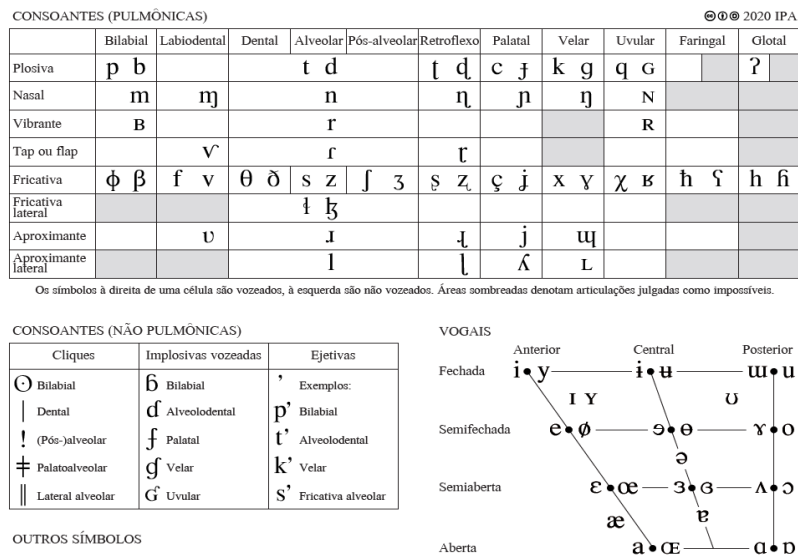 CONSOANTES (PULMÔNICAS) 🅭🅯🄎 2020 IPA
Bilabial Labiodental Dental Alveolar Pós-alveolar Retroflexo Palatal Velar Uvular Faringal Glotal
Plosiva p b t d ʈ ɖ c ɟ k ɡ q ɢ ʔ
Nasal m ɱ n ɳ ɲ ŋ ɴ
Vibrante ʙ r ʀ
Tap ou flap ⱱ ɾ ɽ
Fricativa ɸ β f v θ ð s z ʃ ʒ ʂ ʐ ç ʝ x ɣ χ ʁ ħ ʕ h ɦ
Fricativa lateral ɬ ɮ
Aproximante ʋ ɹ ɻ j ɰ
Aproximante lateral l ɭ ʎ ʟ
Os símbolos à direita de uma célula são vozeados, à esquerda são não vozeados. Áreas sombreadas denotam articulações julgadas como impossíveis.
CONSOANTES (NÃO PULMÔNICAS)
Cliques Implosivas vozeadas Ejetivas
ʘ Bilabial ɓ Bilabial ʼ Exemplos:
ǀ Dental ɗ Alveolodental pʼ Bilabial
ǃ (Pós-)alveolar ʄ Palatal tʼ Alveolodental
ǂ Palatoalveolar ɠ Velar kʼ Velar
ǁ Lateral alveolar ʛ Uvular sʼ Fricativa alveolar
VOGAIS
Anterior Central Posterior
Fechada i y ɨ ʉ ɯ u
ɪ ʏ ʊ
Semifechada e ø ɘ ɵ ɤ o
ə
Semiaberta ɛ œ ɜ ɞ ʌ ɔ
æ ɐ
Aberta a ɶ ɑ ɒ
OUTROS SÍMBOLOS